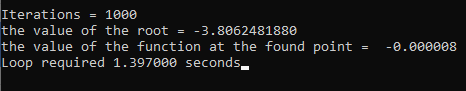 Iterations = 1000
the value of the root = -3.8062481880
the value of the function at the found point =  -0.000008
Loop required 1.397000 seconds